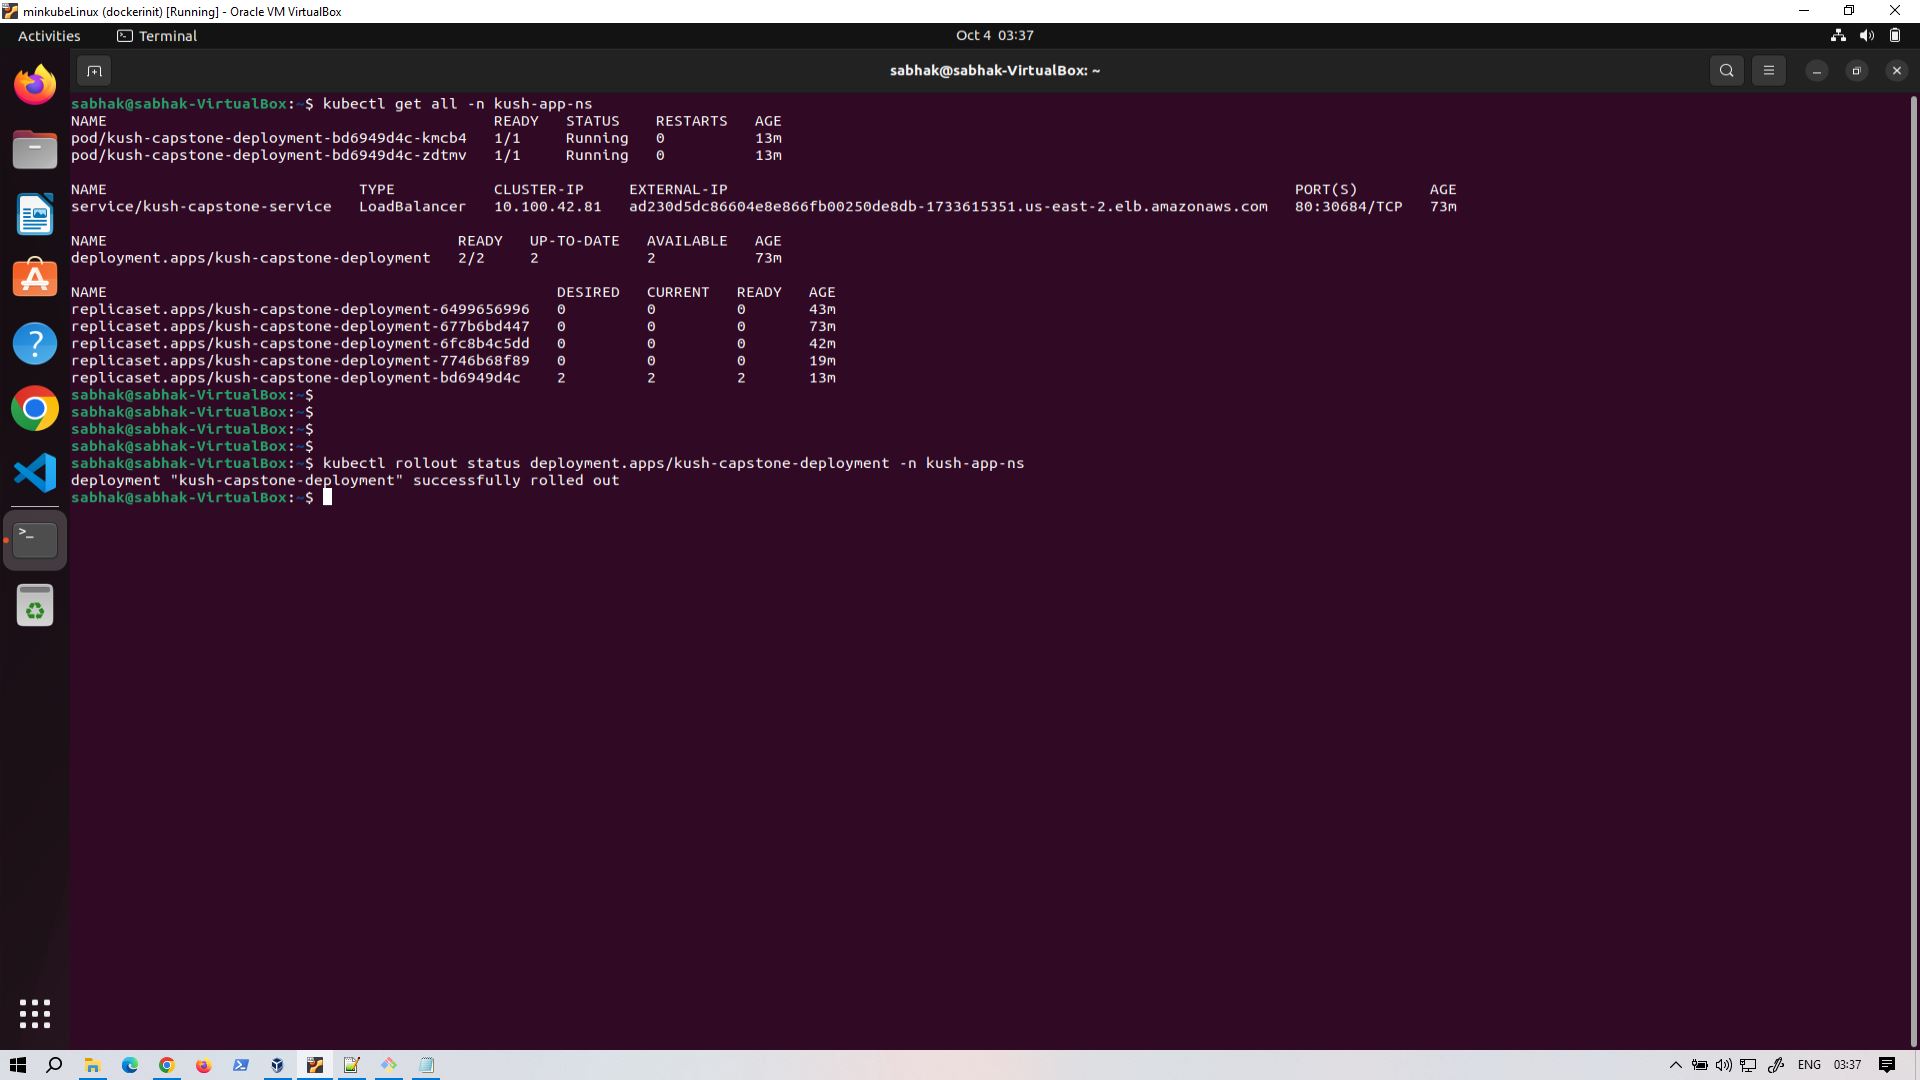 minkubeLinux (dockerinit) [Running] - Oracle VM VirtualBox
Activities Terminal Oct 4 03:37
sabhak@sabhak-VirtualBox: ~
sabhak@sabhak-VirtualBox:~$ kubectl get all -n kush-app-ns
NAME READY STATUS RESTARTS AGE
pod/kush-capstone-deployment-bd6949d4c-kmcb4 1/1 Running 0 13m
pod/kush-capstone-deployment-bd6949d4c-zdtmv 1/1 Running 0 13m
NAME TYPE CLUSTER-IP EXTERNAL-IP PORT(S) AGE
service/kush-capstone-service LoadBalancer 10.100.42.81 ad230d5dc86604e8e866fb00250de8db-1733615351.us-east-2.elb.amazonaws.com 80:30684/TCP 73m
NAME READY UP-TO-DATE AVAILABLE AGE
deployment.apps/kush-capstone-deployment 2/2 2 2 73m
NAME DESIRED CURRENT READY AGE
replicaset.apps/kush-capstone-deployment-6499656996 0 0 0 43m
replicaset.apps/kush-capstone-deployment-677b6bd447 0 0 0 73m
replicaset.apps/kush-capstone-deployment-6fc8b4c5dd 0 0 0 42m
replicaset.apps/kush-capstone-deployment-7746b68f89 0 0 0 19m
replicaset.apps/kush-capstone-deployment-bd6949d4c 2 2 2 13m
sabhak@sabhak-VirtualBox:~$
sabhak@sabhak-VirtualBox:~$
sabhak@sabhak-VirtualBox:~$
sabhak@sabhak-VirtualBox:~$
sabhak@sabhak-VirtualBox:~$ kubectl rollout status deployment.apps/kush-capstone-deployment -n kush-app-ns
deployment "kush-capstone-deployment" successfully rolled out
sabhak@sabhak-VirtualBox:~$
ENG 03:37